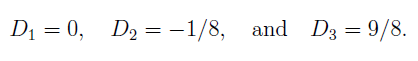 D₁ = 0, D₂ = −1/8, and D₃ = 9/8.